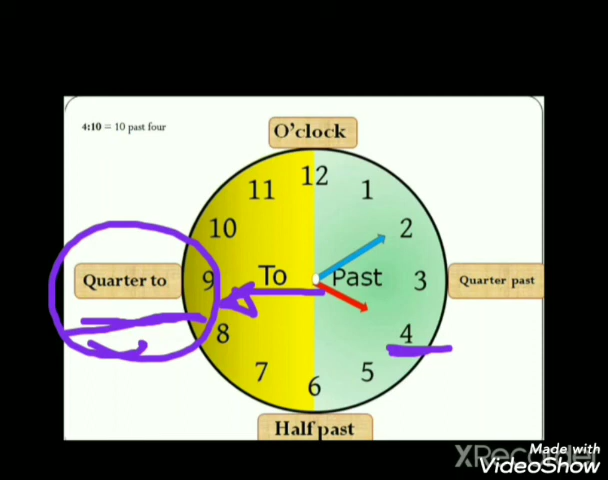 4:10 = 10 past four
O'clock
12
11
1
10
2
Quarter to
9
To
Past
3
Quarter past
8
4
7
5
6
Half past
XRecorder
Made with
VideoShow